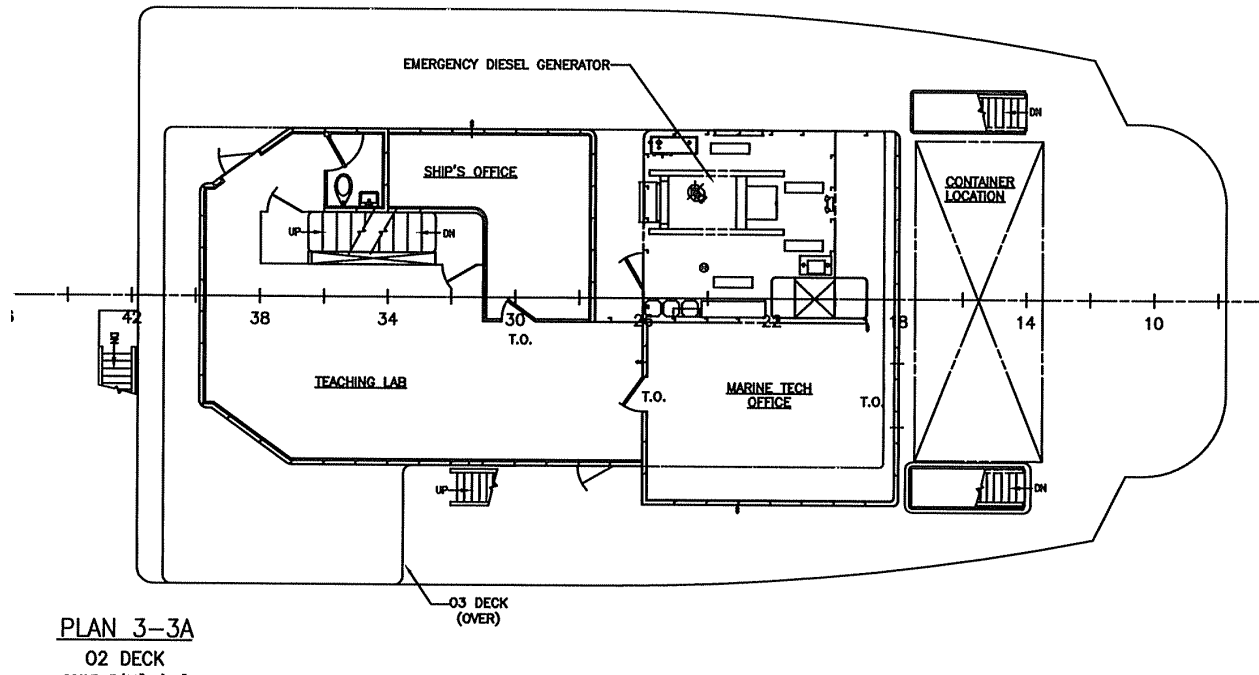 EMERGENCY DIESEL GENERATOR
DN
SHIP'S OFFICE
CONTAINER
LOCATION
UP
DN
42
38
34
30
26
22
18
14
10
T.O.
DN
TEACHING LAB
MARINE TECH
OFFICE
T.O.
T.O.
UP
DN
03 DECK
(OVER)
PLAN 3-3A
02 DECK